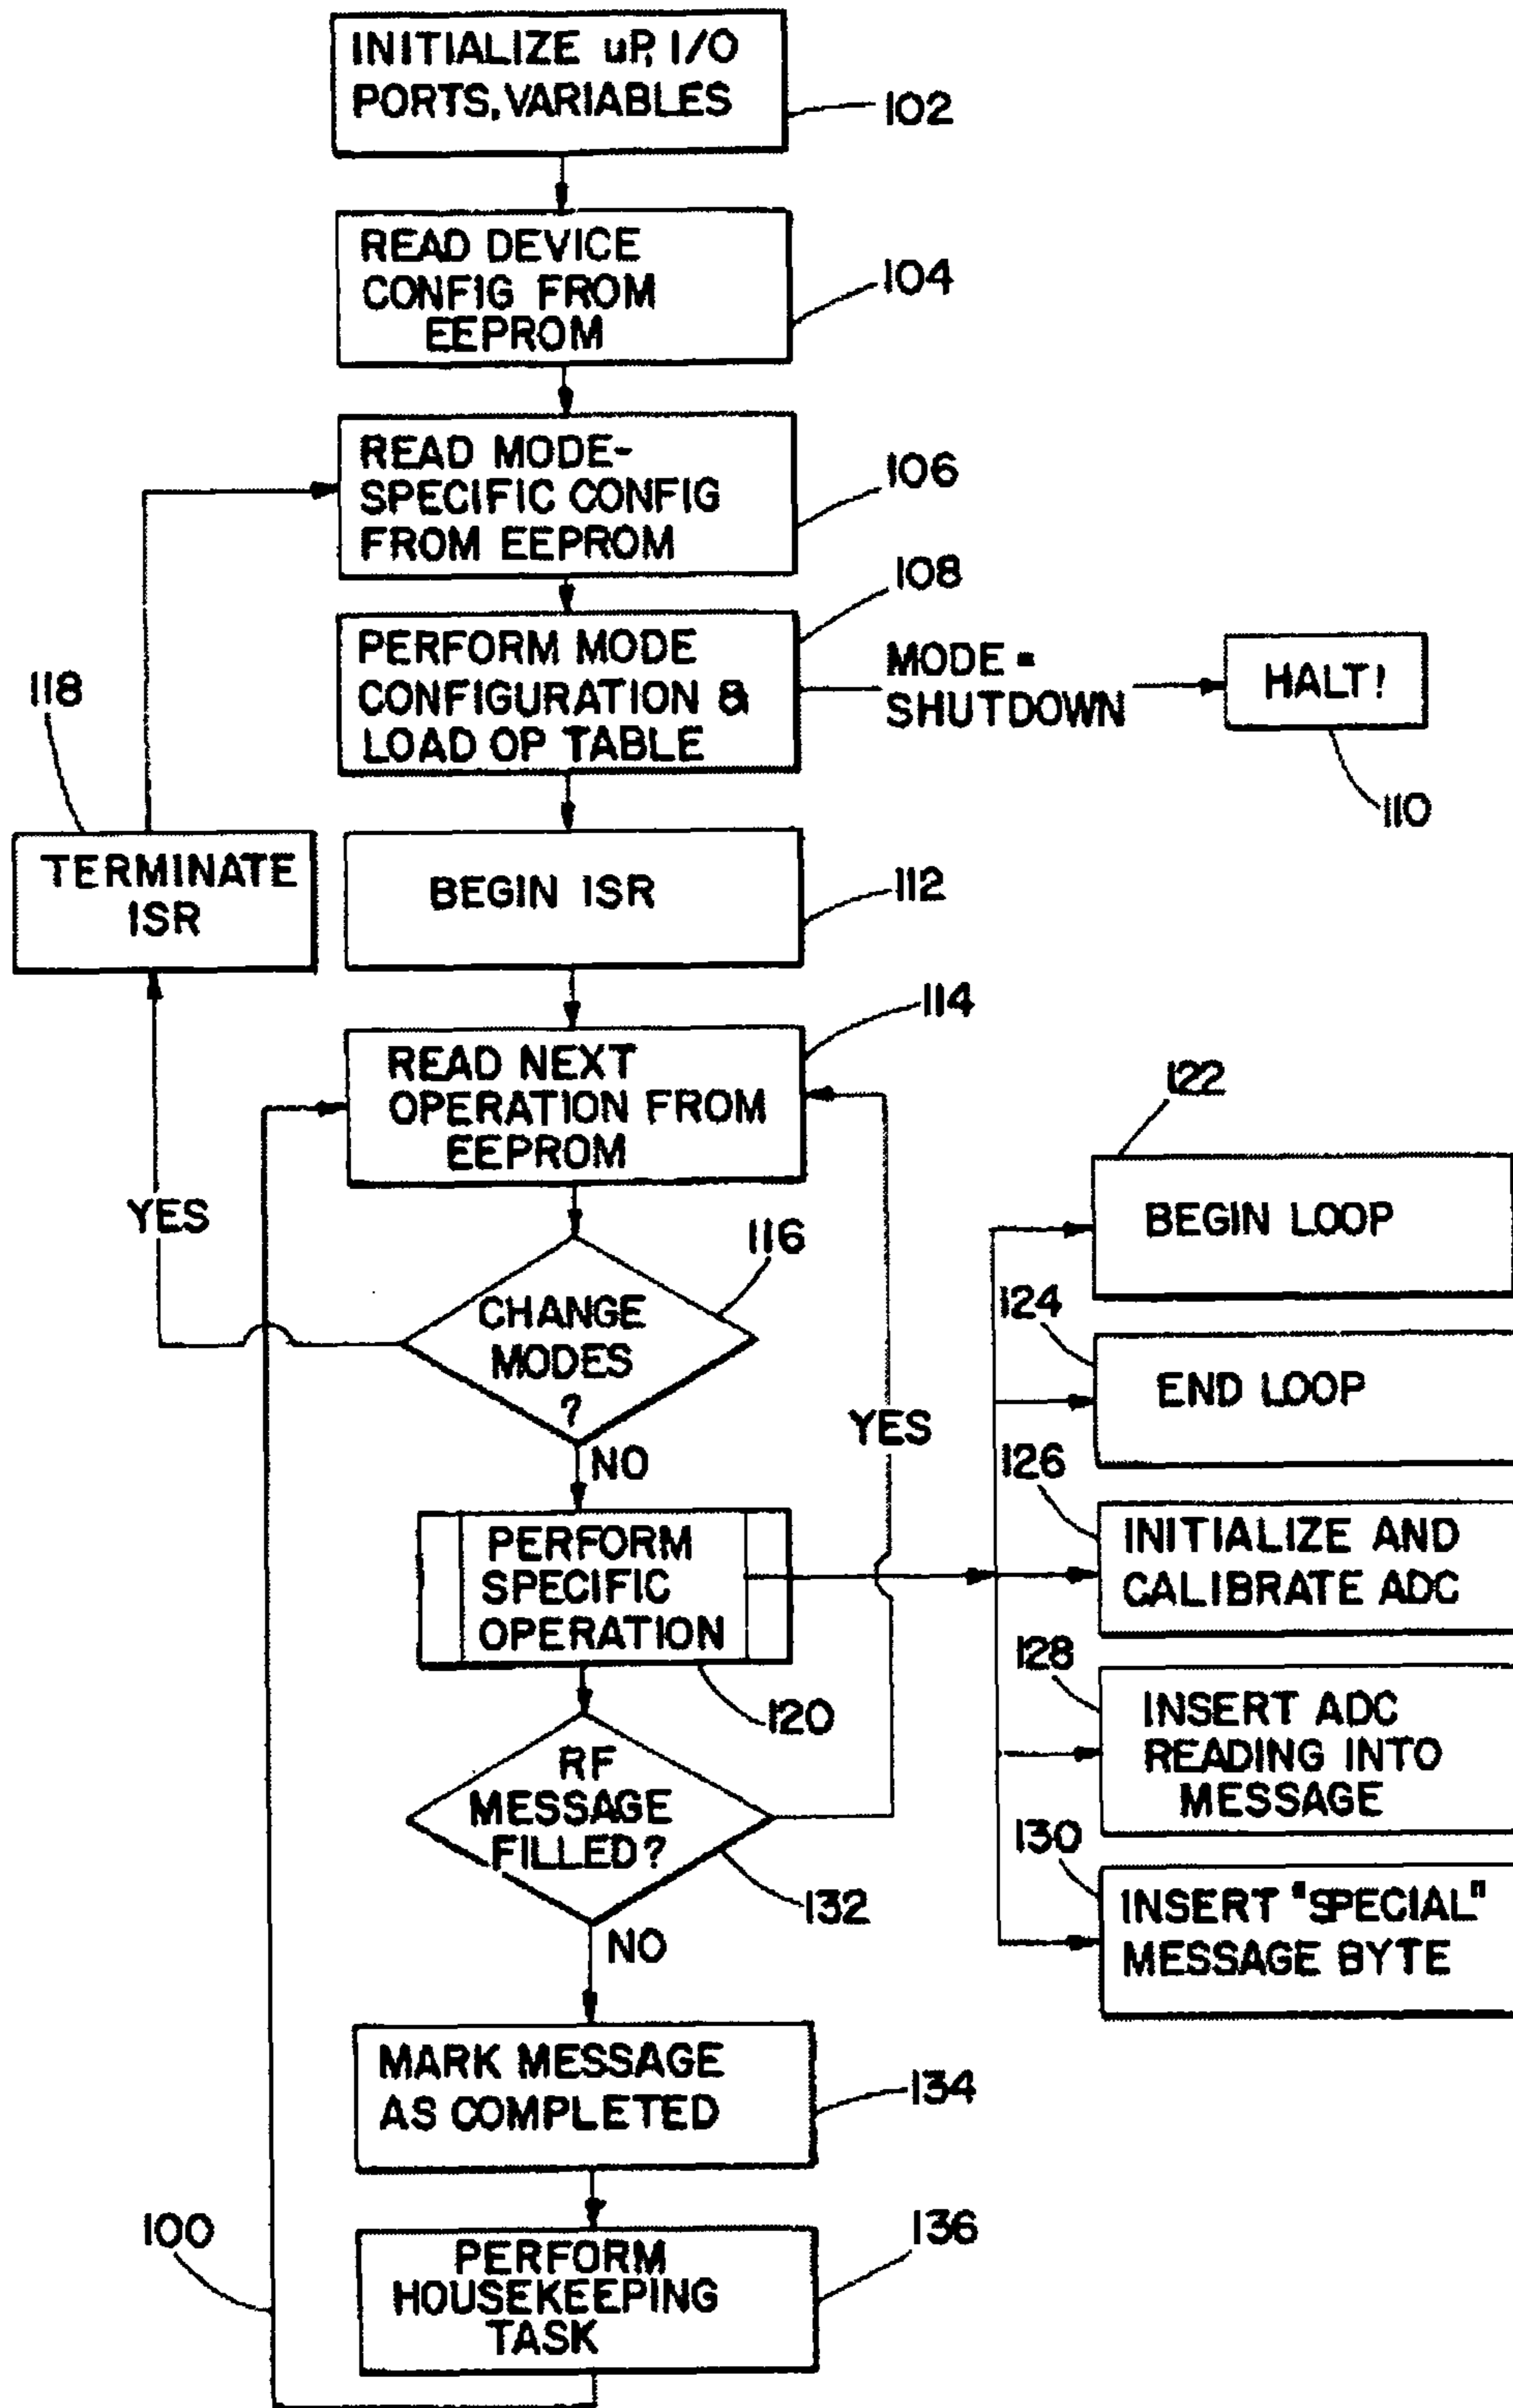 INITIALIZE uP, I/O
PORTS, VARIABLES
102
READ DEVICE
CONFIG FROM
EEPROM
104
READ MODE-
SPECIFIC CONFIG
FROM EEPROM
106
108
PERFORM MODE
CONFIGURATION &
LOAD OP TABLE
MODE =
SHUTDOWN
HALT!
110
118
TERMINATE
ISR
BEGIN ISR
112
114
READ NEXT
OPERATION FROM
EEPROM
YES
116
CHANGE
MODES
?
NO
YES
122
BEGIN LOOP
124
END LOOP
126
INITIALIZE AND
CALIBRATE ADC
PERFORM
SPECIFIC
OPERATION
120
128
INSERT ADC
READING INTO
MESSAGE
130
INSERT "SPECIAL"
MESSAGE BYTE
RF
MESSAGE
FILLED?
132
NO
MARK MESSAGE
AS COMPLETED
134
100
PERFORM
HOUSEKEEPING
TASK
136